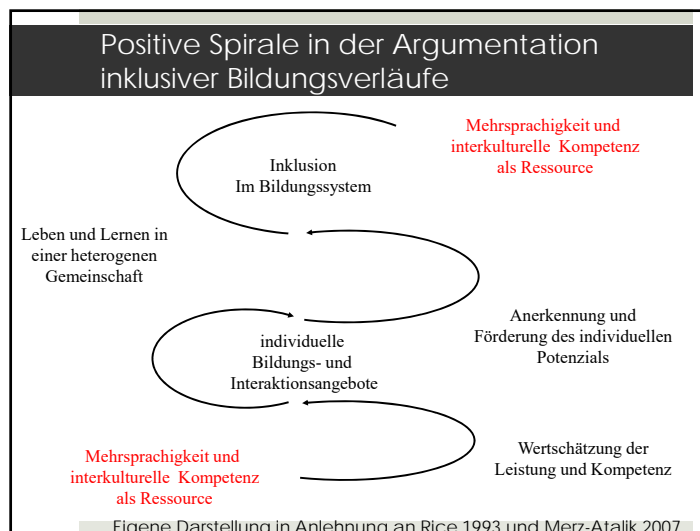 Positive Spirale in der Argumentation
inklusiver Bildungsverläufe
Mehrsprachigkeit und
interkulturelle Kompetenz
als Ressource
Inklusion
Im Bildungssystem
Leben und Lernen in
einer heterogenen
Gemeinschaft
Anerkennung und
Förderung des individuellen
Potenzials
individuelle
Bildungs- und
Interaktionsangebote
Wertschätzung der
Leistung und Kompetenz
Mehrsprachigkeit und
interkulturelle Kompetenz
als Ressource
Eigene Darstellung in Anlehnung an Rice 1993 und Merz-Atalik 2007